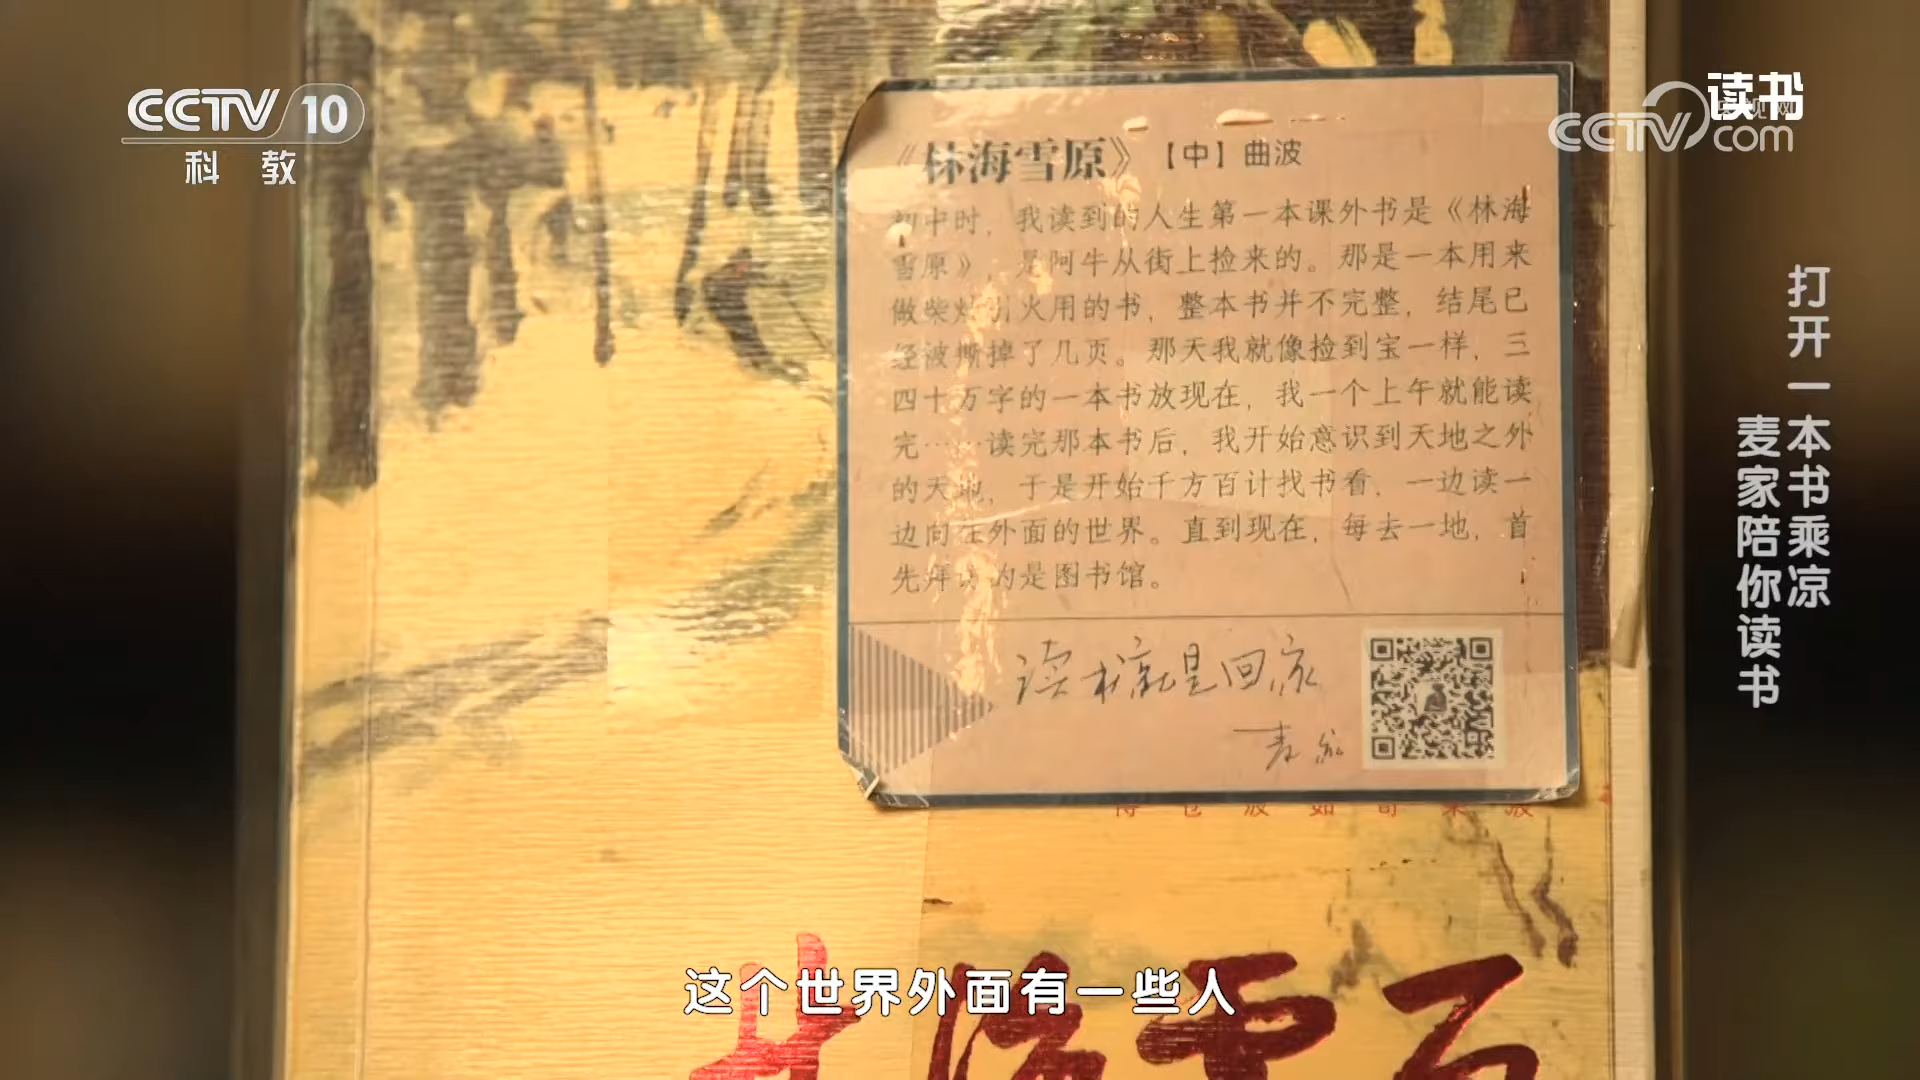 CCTV 10
科 教
读书
CCTV.com
《林海雪原》【中】曲波
初中时，我读到的人生第一本课外书是《林海
雪原》，是阿牛从街上捡来的。那是一本用来
做柴火引火用的书，整本书并不完整，结尾已
经被撕掉了几页。那天我就像捡到宝一样，三
四十万字的一本书放现在，我一个上午就能读
完……读完那本书后，我开始意识到天地之外
的天地，于是开始千方百计找书看，一边读一
边向往外面的世界。直到现在，每去一地，首
先拜访的是图书馆。
读书就是回家
麦家
打开一本书乘凉
麦家陪你读书
林海雪原
这个世界外面有一些人